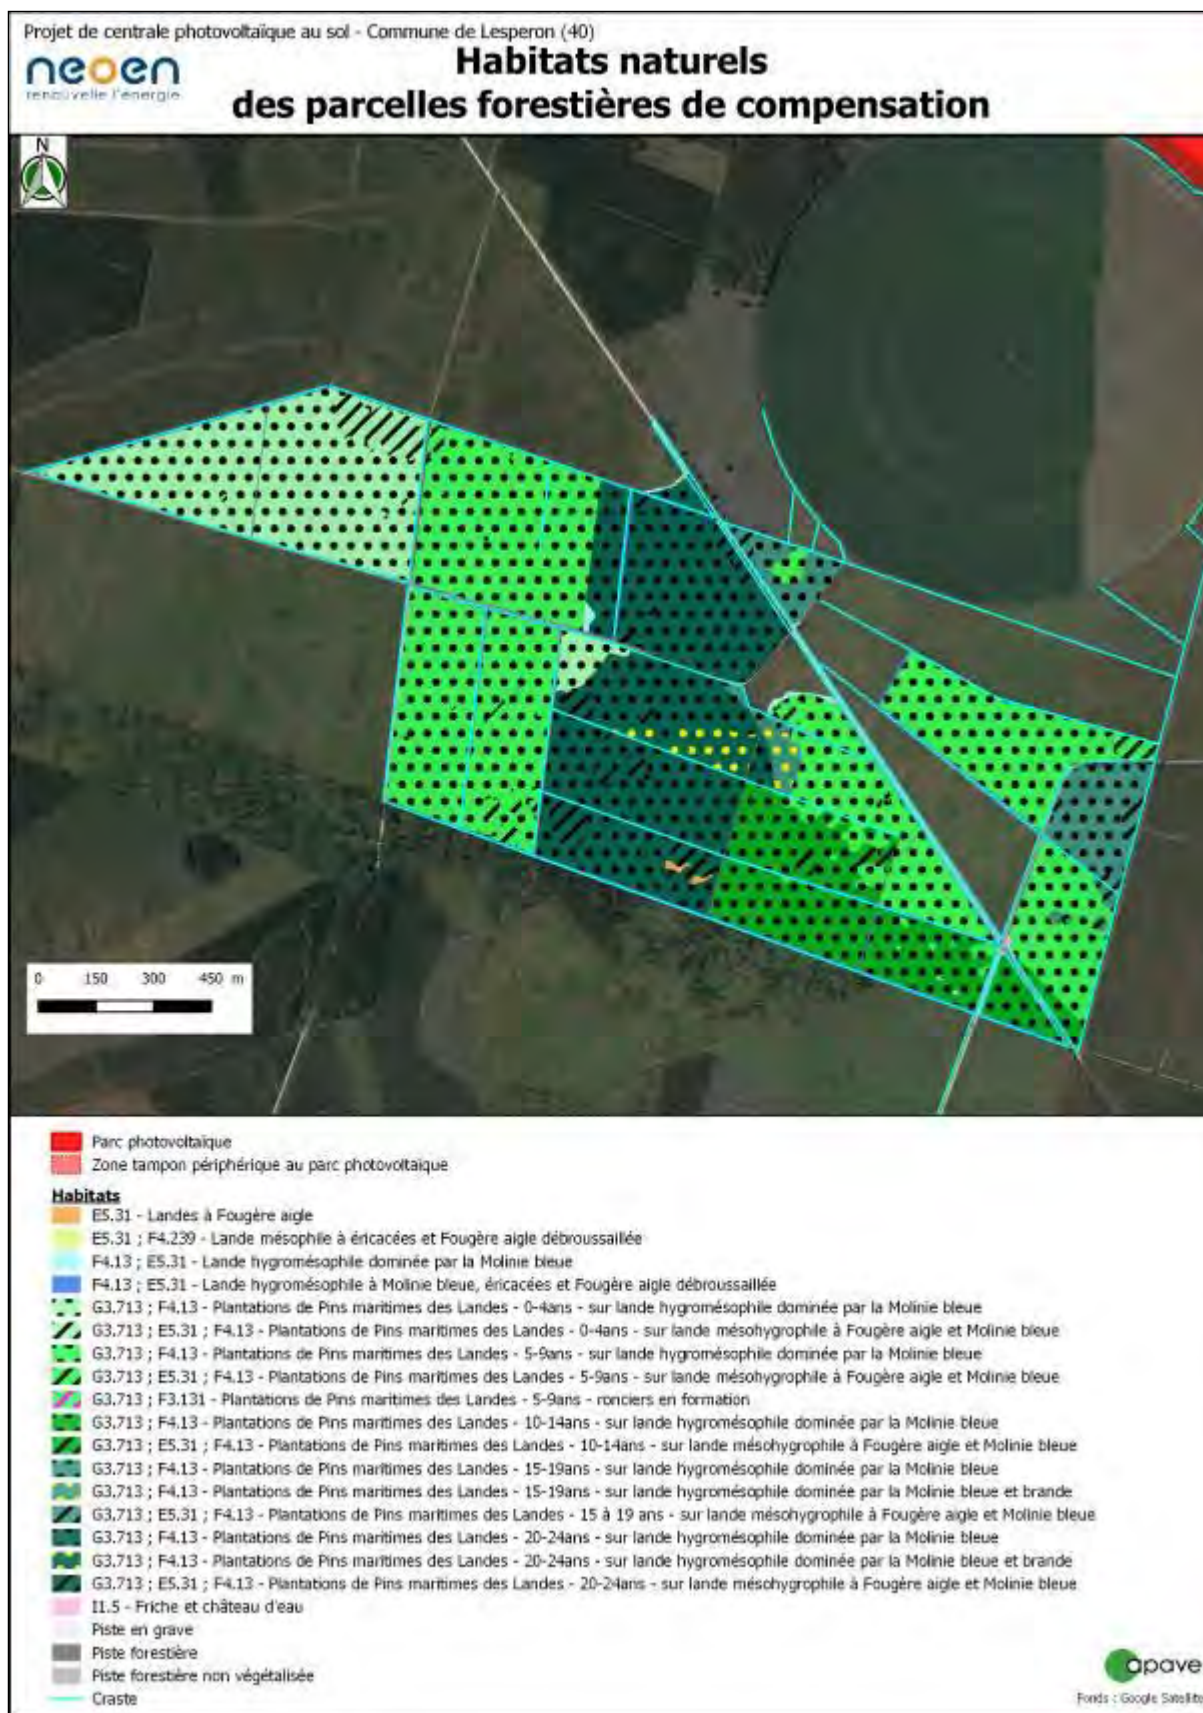 Projet de centrale photovoltaïque au sol - Commune de Lesperon (40)
neoen
renouvelle l'énergie
Habitats naturels
des parcelles forestières de compensation
N
0 150 300 450 m
Parc photovoltaïque
Zone tampon périphérique au parc photovoltaïque
Habitats
E5.31 - Landes à Fougère aigle
E5.31 ; F4.239 - Lande mésophile à éricacées et Fougère aigle débroussaillée
F4.13 ; E5.31 - Lande hygromésophile dominée par la Molinie bleue
F4.13 ; E5.31 - Lande hygromésophile à Molinie bleue, éricacées et Fougère aigle débroussaillée
G3.713 ; F4.13 - Plantations de Pins maritimes des Landes - 0-4ans - sur lande hygromésophile dominée par la Molinie bleue
G3.713 ; E5.31 ; F4.13 - Plantations de Pins maritimes des Landes - 0-4ans - sur lande mésohygrophile à Fougère aigle et Molinie bleue
G3.713 ; F4.13 - Plantations de Pins maritimes des Landes - 5-9ans - sur lande hygromésophile dominée par la Molinie bleue
G3.713 ; E5.31 ; F4.13 - Plantations de Pins maritimes des Landes - 5-9ans - sur lande mésohygrophile à Fougère aigle et Molinie bleue
G3.713 ; F3.131 - Plantations de Pins maritimes des Landes - 5-9ans - ronciers en formation
G3.713 ; F4.13 - Plantations de Pins maritimes des Landes - 10-14ans - sur lande hygromésophile dominée par la Molinie bleue
G3.713 ; E5.31 ; F4.13 - Plantations de Pins maritimes des Landes - 10-14ans - sur lande mésohygrophile à Fougère aigle et Molinie bleue
G3.713 ; F4.13 - Plantations de Pins maritimes des Landes - 15-19ans - sur lande hygromésophile dominée par la Molinie bleue
G3.713 ; F4.13 - Plantations de Pins maritimes des Landes - 15-19ans - sur lande hygromésophile dominée par la Molinie bleue et brande
G3.713 ; E5.31 ; F4.13 - Plantations de Pins maritimes des Landes - 15 à 19 ans - sur lande mésohygrophile à Fougère aigle et Molinie bleue
G3.713 ; F4.13 - Plantations de Pins maritimes des Landes - 20-24ans - sur lande hygromésophile dominée par la Molinie bleue
G3.713 ; F4.13 - Plantations de Pins maritimes des Landes - 20-24ans - sur lande hygromésophile dominée par la Molinie bleue et brande
G3.713 ; E5.31 ; F4.13 - Plantations de Pins maritimes des Landes - 20-24ans - sur lande mésohygrophile à Fougère aigle et Molinie bleue
I1.5 - Friche et château d'eau
Piste en grave
Piste forestière
Piste forestière non végétalisée
Craste
apave
Fonds : Google Satellite